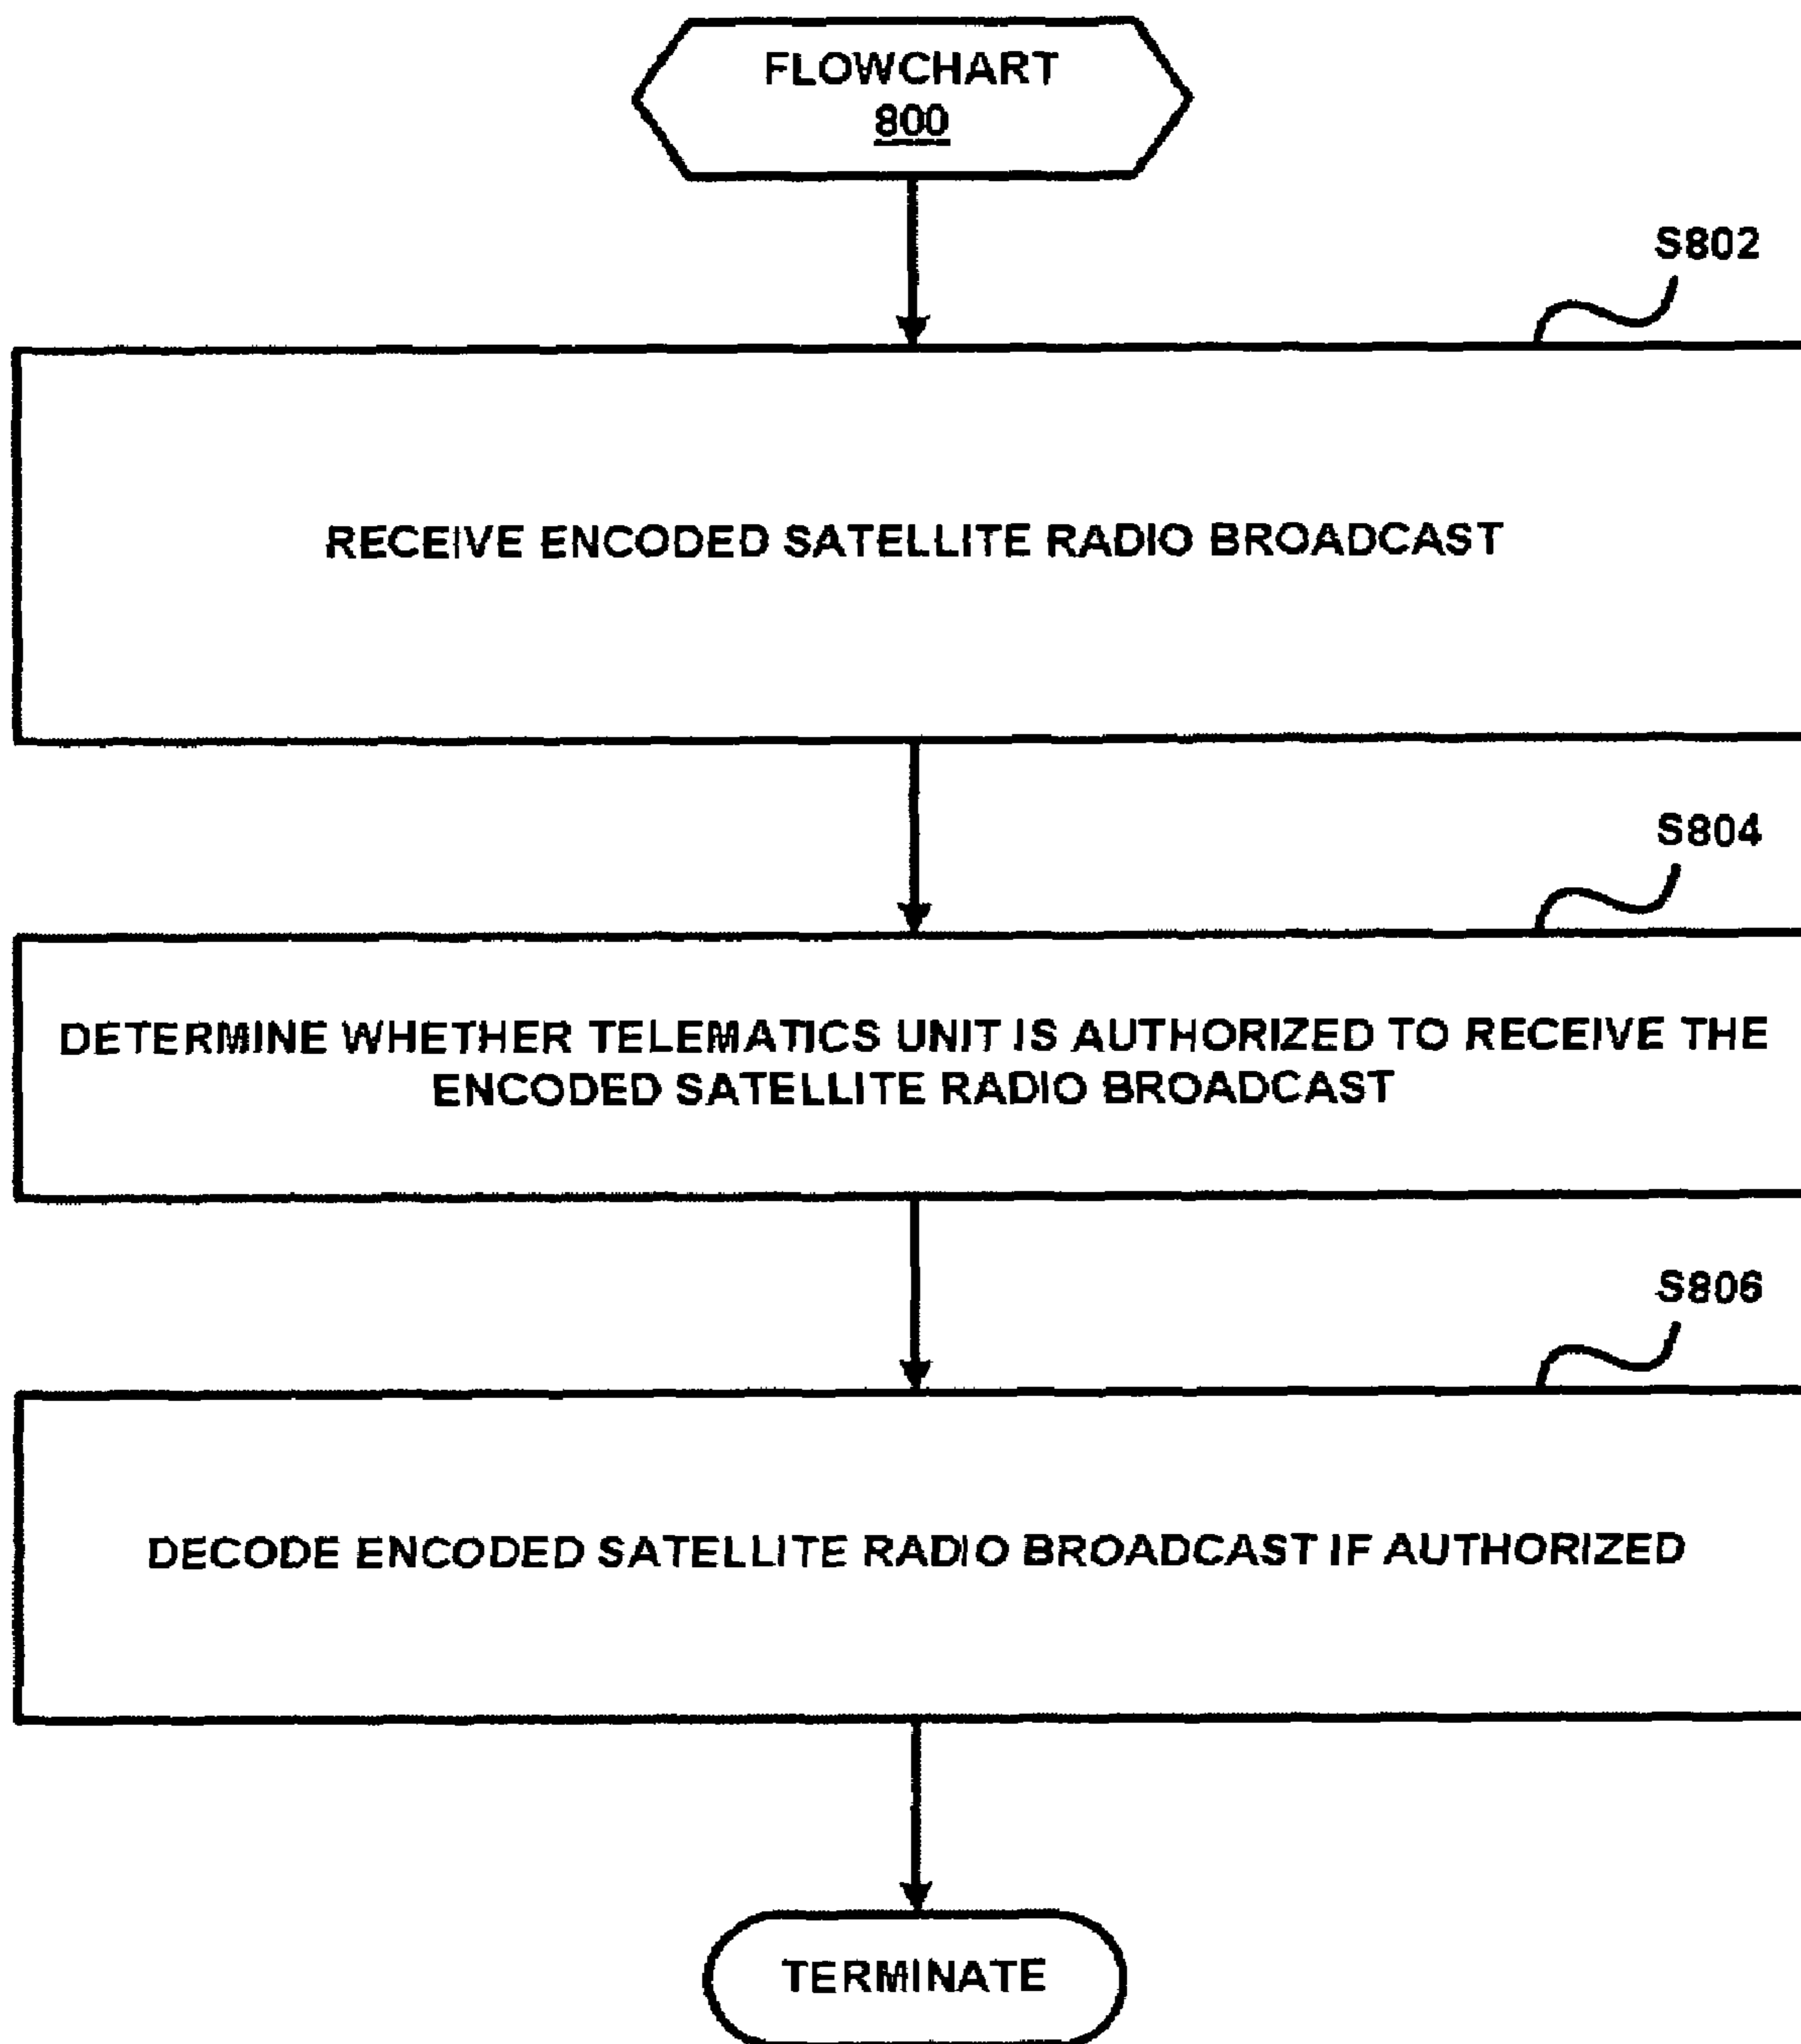 FLOWCHART
800
S802
RECEIVE ENCODED SATELLITE RADIO BROADCAST
S804
DETERMINE WHETHER TELEMATICS UNIT IS AUTHORIZED TO RECEIVE THE
ENCODED SATELLITE RADIO BROADCAST
S806
DECODE ENCODED SATELLITE RADIO BROADCAST IF AUTHORIZED
TERMINATE